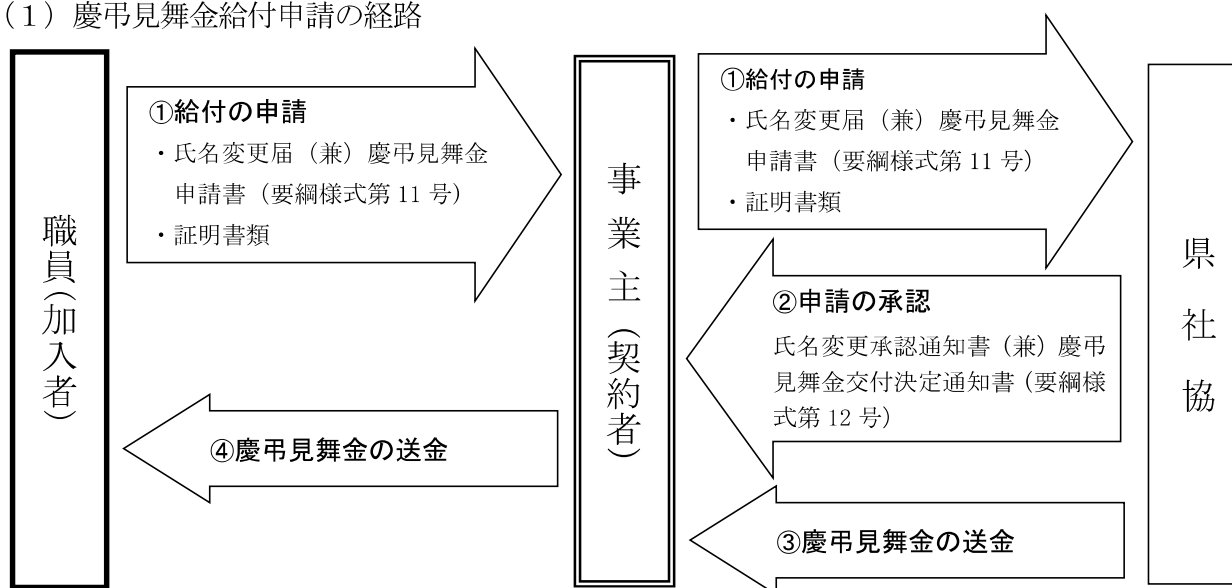 （１）慶弔見舞金給付申請の経路
職員（加入者）
①給付の申請
・氏名変更届（兼）慶弔見舞金
申請書（要綱様式第 11 号）
・証明書類
事業主（契約者）
①給付の申請
・氏名変更届（兼）慶弔見舞金
申請書（要綱様式第 11 号）
・証明書類
②申請の承認
氏名変更承認通知書（兼）慶弔
見舞金交付決定通知書（要綱様
式第 12 号）
③慶弔見舞金の送金
④慶弔見舞金の送金
県社協